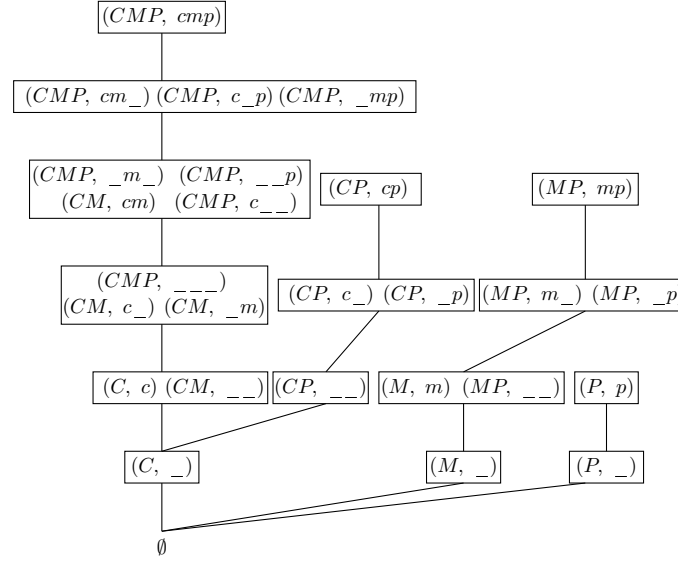 (CMP, cmp)
(CMP, cm_) (CMP, c_p) (CMP, _mp)
(CMP, _m_) (CMP, __p)
(CM, cm) (CMP, c__)
(CP, cp)
(MP, mp)
(CMP, ___)
(CM, c_) (CM, _m)
(CP, c_) (CP, _p)
(MP, m_) (MP, _p
(C, c) (CM, __)
(CP, __)
(M, m) (MP, __)
(P, p)
(C, _)
(M, _)
(P, _)
∅